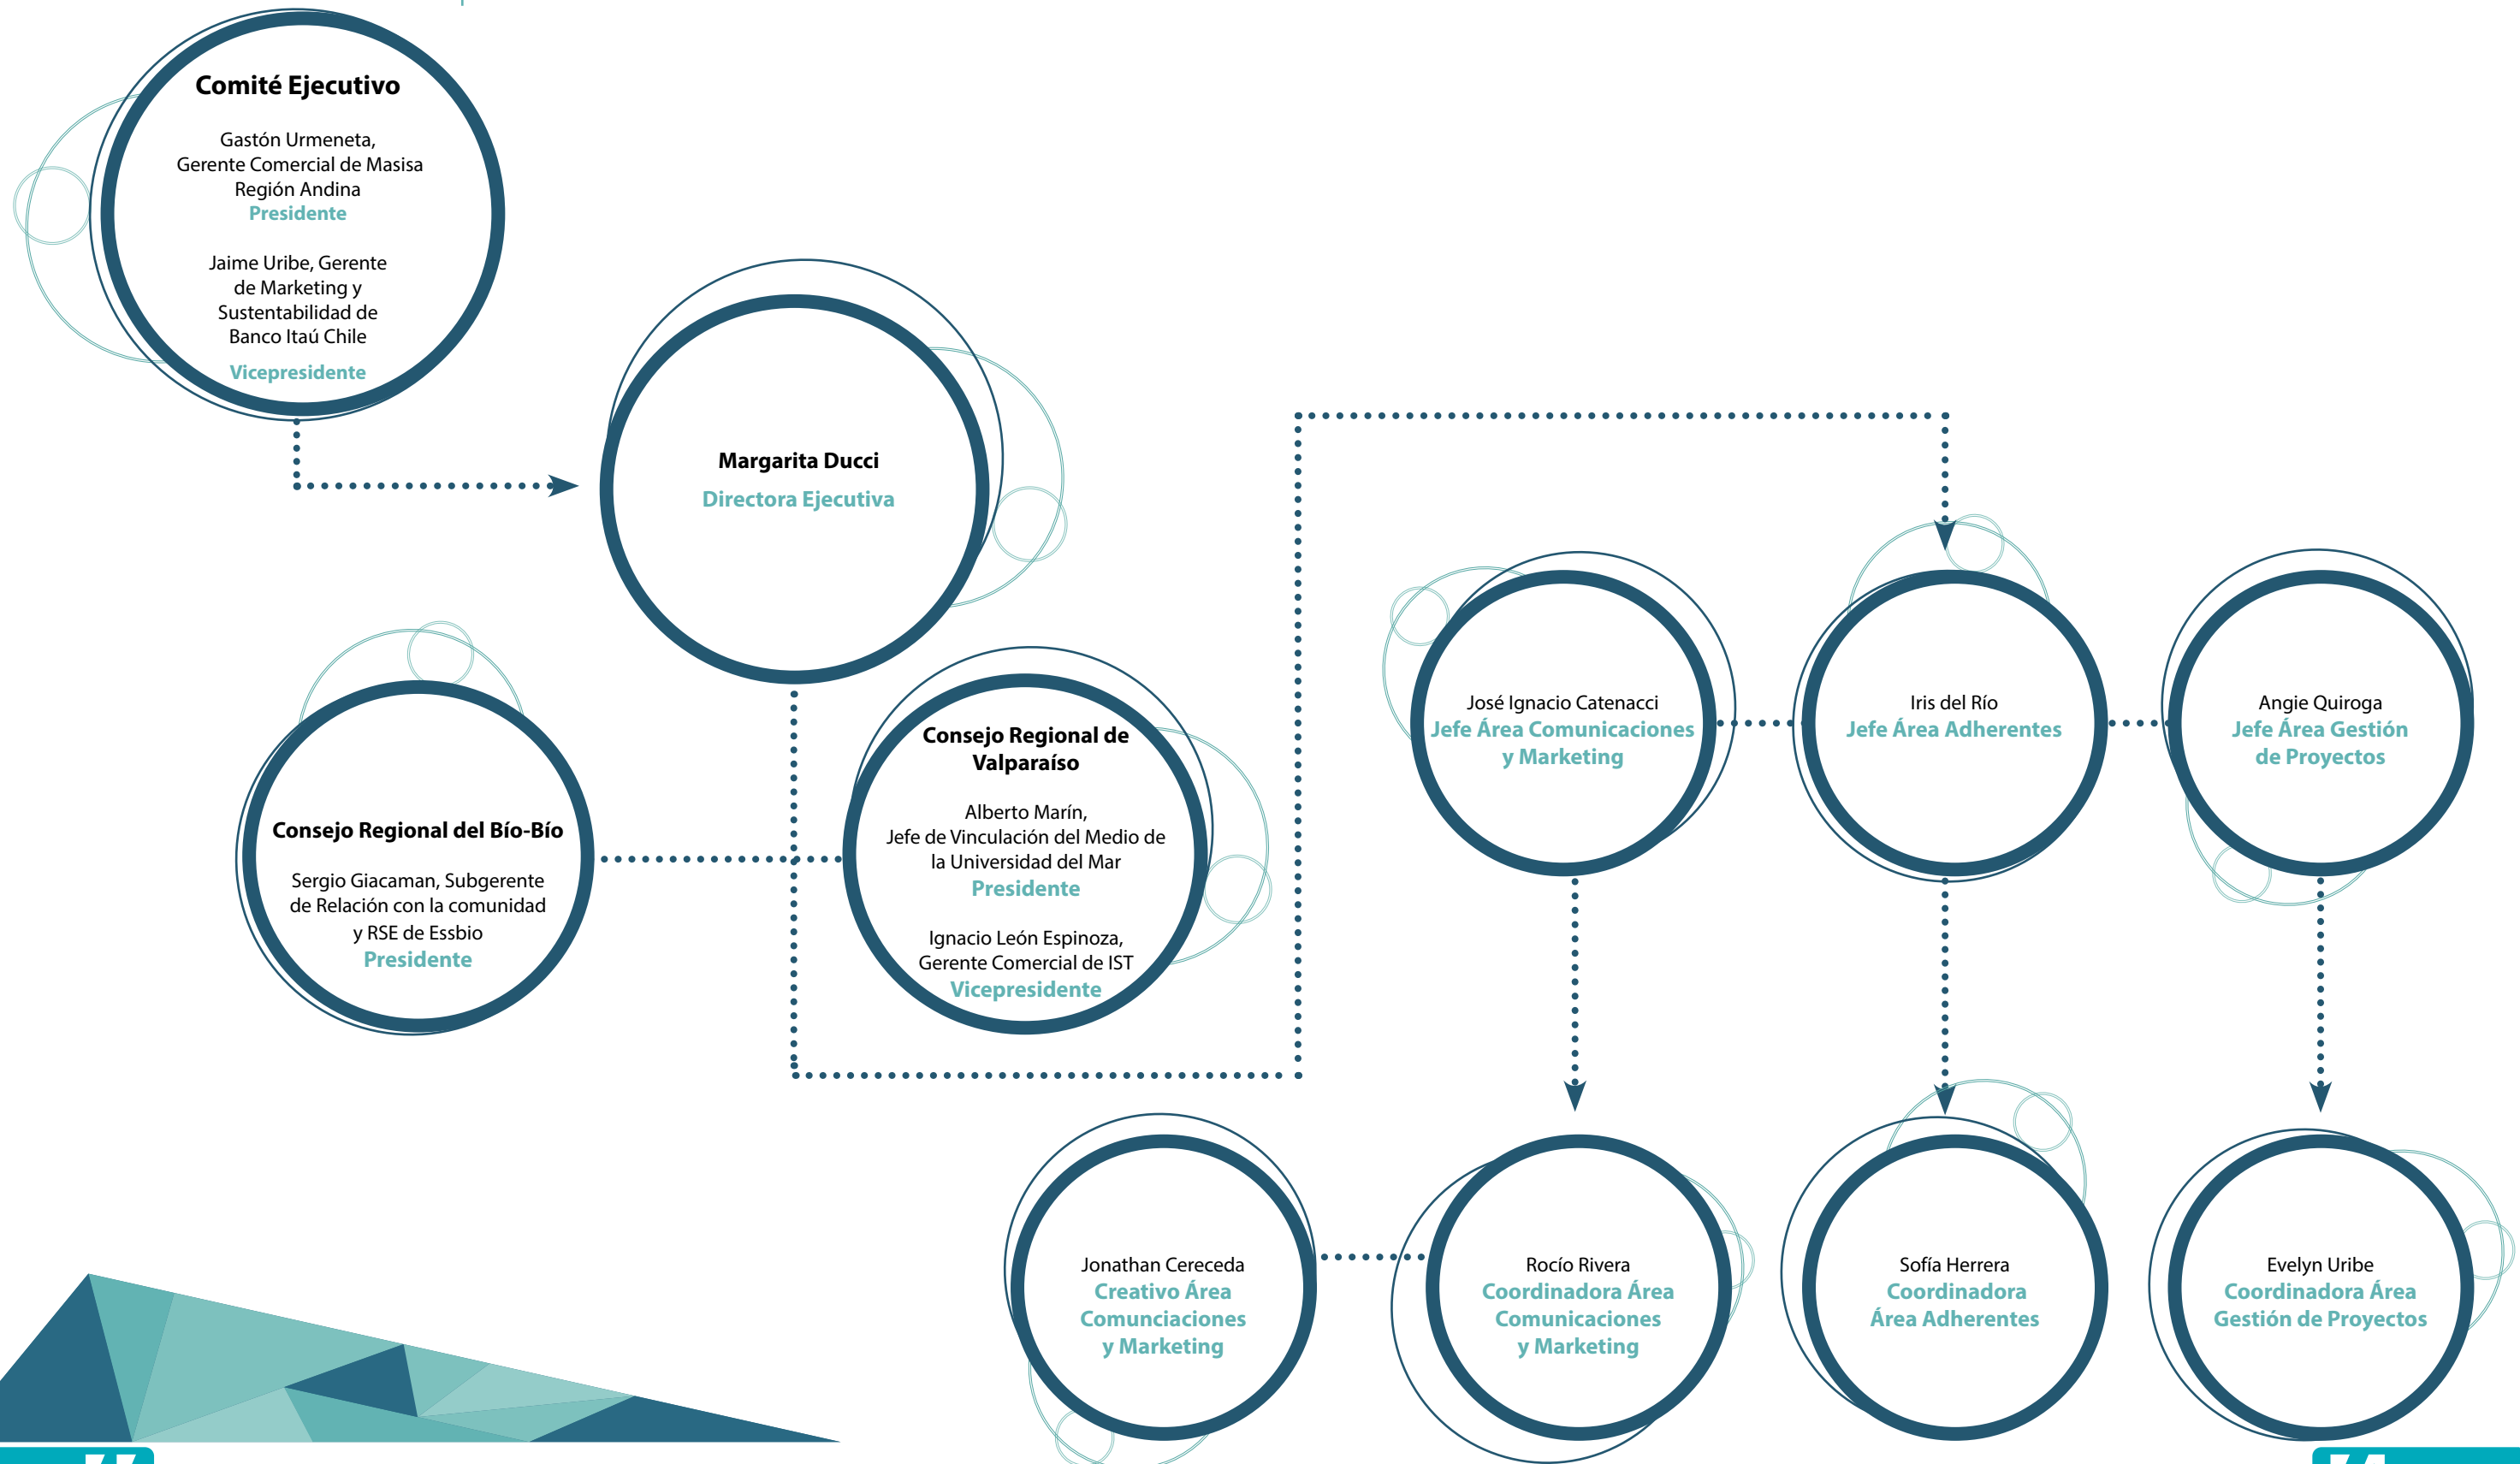 Comité Ejecutivo
Gastón Urmeneta,
Gerente Comercial de Masisa
Región Andina
Presidente
Jaime Uribe, Gerente
de Marketing y
Sustentabilidad de
Banco Itaú Chile
Vicepresidente
Margarita Ducci
Directora Ejecutiva
Consejo Regional del Bío-Bío
Sergio Giacaman, Subgerente
de Relación con la comunidad
y RSE de Essbio
Presidente
Consejo Regional de
Valparaíso
Alberto Marín,
Jefe de Vinculación del Medio de
la Universidad del Mar
Presidente
Ignacio León Espinoza,
Gerente Comercial de IST
Vicepresidente
José Ignacio Catenacci
Jefe Área Comunicaciones
y Marketing
Iris del Río
Jefe Área Adherentes
Angie Quiroga
Jefe Área Gestión
de Proyectos
Jonathan Cereceda
Creativo Área
Comunciaciones
y Marketing
Rocío Rivera
Coordinadora Área
Comunicaciones
y Marketing
Sofía Herrera
Coordinadora
Área Adherentes
Evelyn Uribe
Coordinadora Área
Gestión de Proyectos